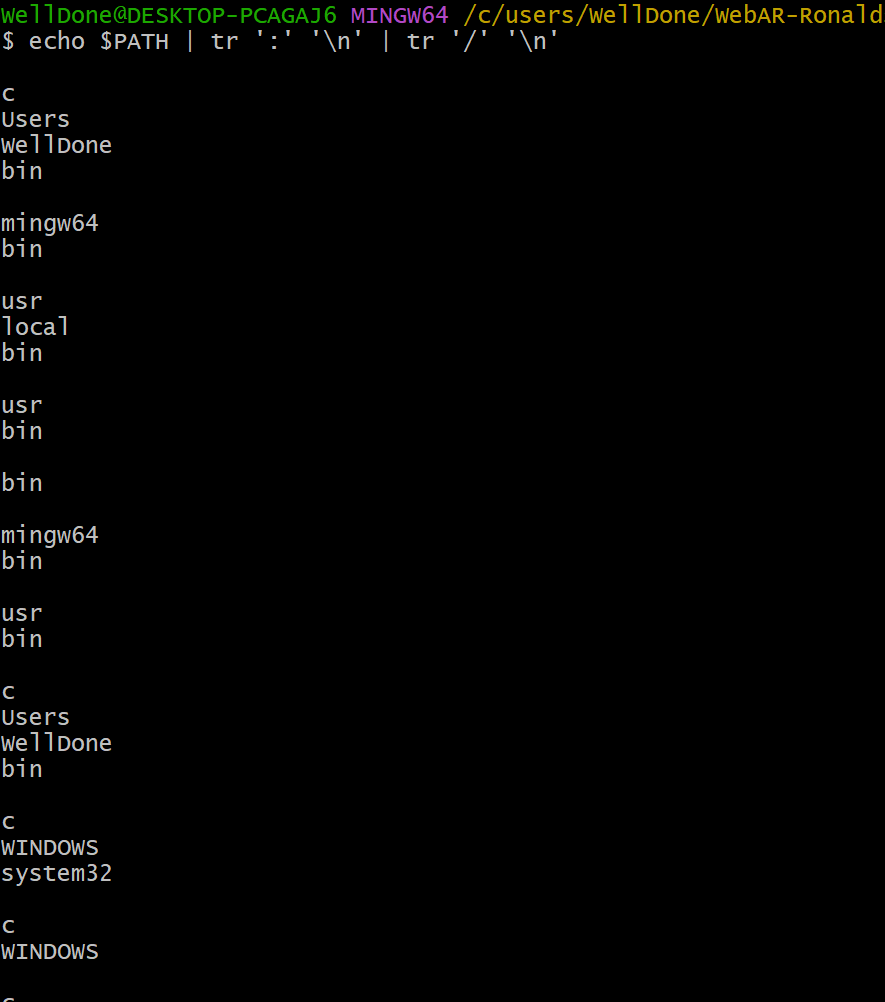 WellDone@DESKTOP-PCAGAJ6 MINGW64 /c/users/WellDone/WebAR-Ronald
$ echo $PATH | tr ':' '\n' | tr '/' '\n'

c
Users
WellDone
bin

mingw64
bin

usr
local
bin

usr
bin

bin

mingw64
bin

usr
bin

c
Users
WellDone
bin

c
WINDOWS
system32

c
WINDOWS